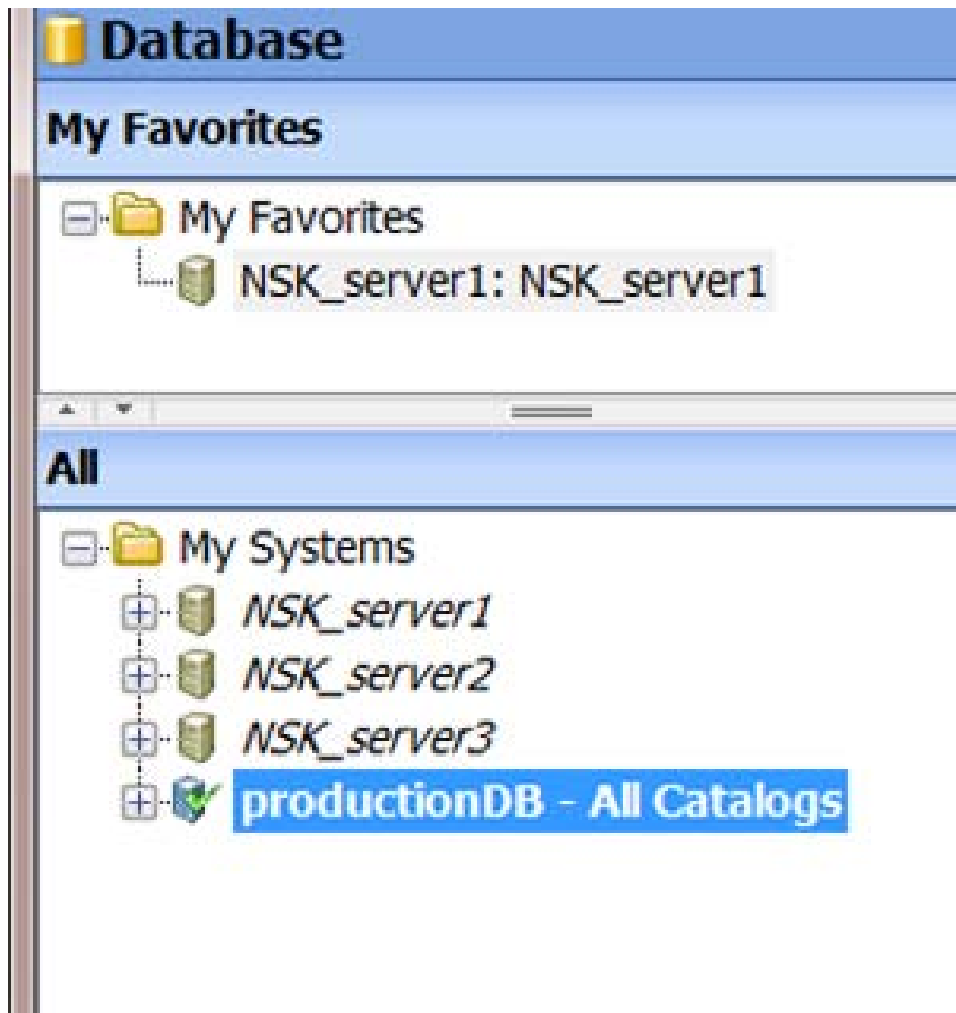 Database
My Favorites
My Favorites
NSK_server1: NSK_server1
All
My Systems
NSK_server1
NSK_server2
NSK_server3
productionDB - All Catalogs